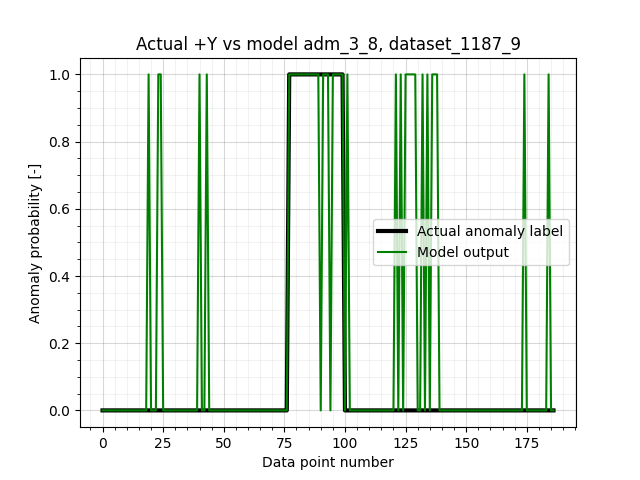 Actual +Y vs model adm_3_8, dataset_1187_9
Anomaly probability [-]
1.0
0.8
0.6
0.4
0.2
0.0
Actual anomaly label
Model output
0 25 50 75 100 125 150 175
Data point number